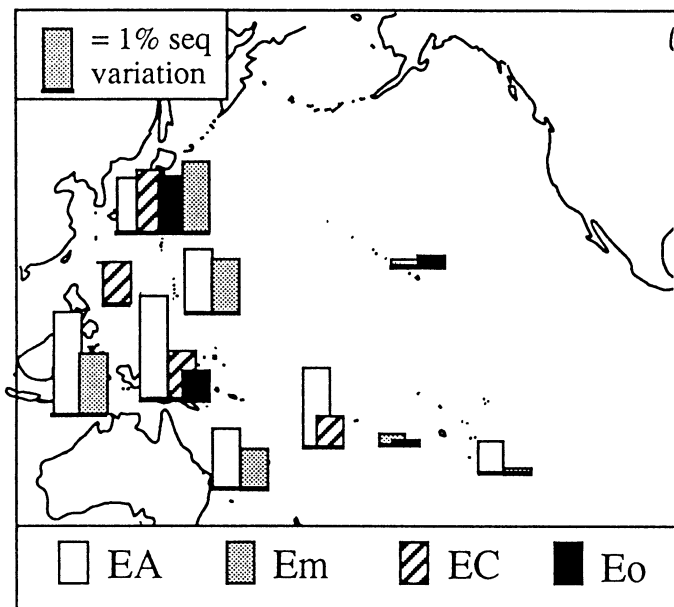 = 1% seq
variation
EA
Em
EC
Eo